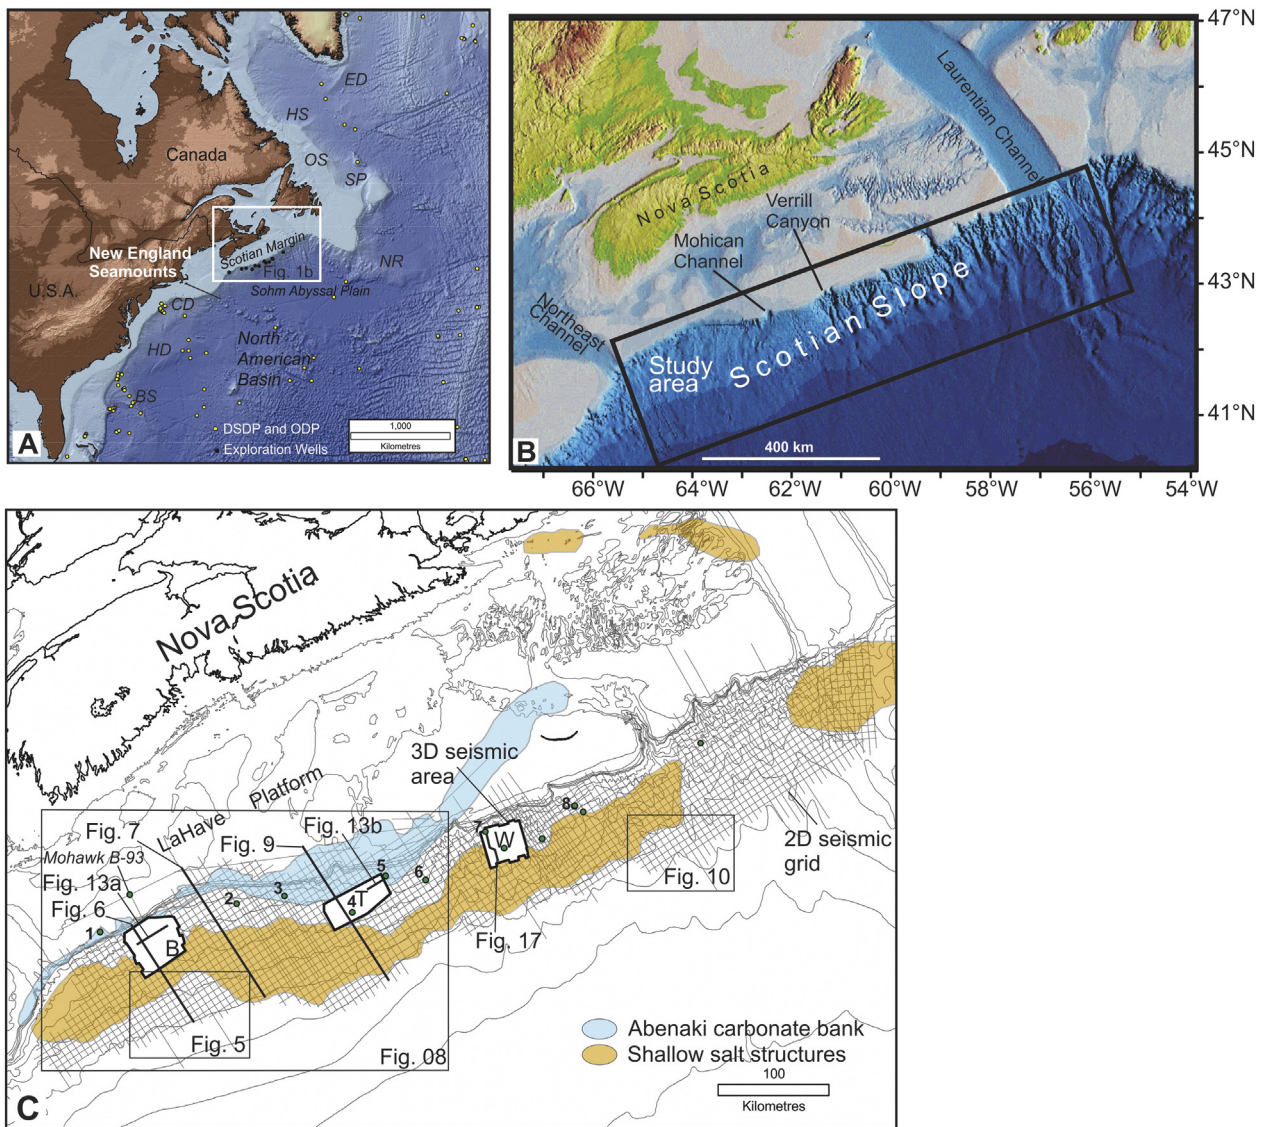 ED
HS
Canada
OS
SP
New England
Seamounts
Scotian Margin
Fig. 1b
NR
U.S.A.
Sohm Abyssal Plain
CD
HD
North
American
Basin
BS
DSDP and ODP
Exploration Wells
1,000
Kilometres
A
47°N
45°N
43°N
41°N
Laurentian Channel
Nova Scotia
Verrill
Canyon
Mohican
Channel
Northeast
Channel
Scotian Slope
Study
area
400 km
B
66°W
64°W
62°W
60°W
58°W
56°W
54°W
Nova Scotia
3D seismic
area
Platform
LaHave
Fig. 7
Fig. 9
Fig. 13b
Mohawk B-93
Fig. 13a
Fig. 6
1
2
3
4
5
6
7
8
B
T
W
2D seismic
grid
Fig. 10
Fig. 17
Fig. 5
Fig. 08
Abenaki carbonate bank
Shallow salt structures
100
Kilometres
C